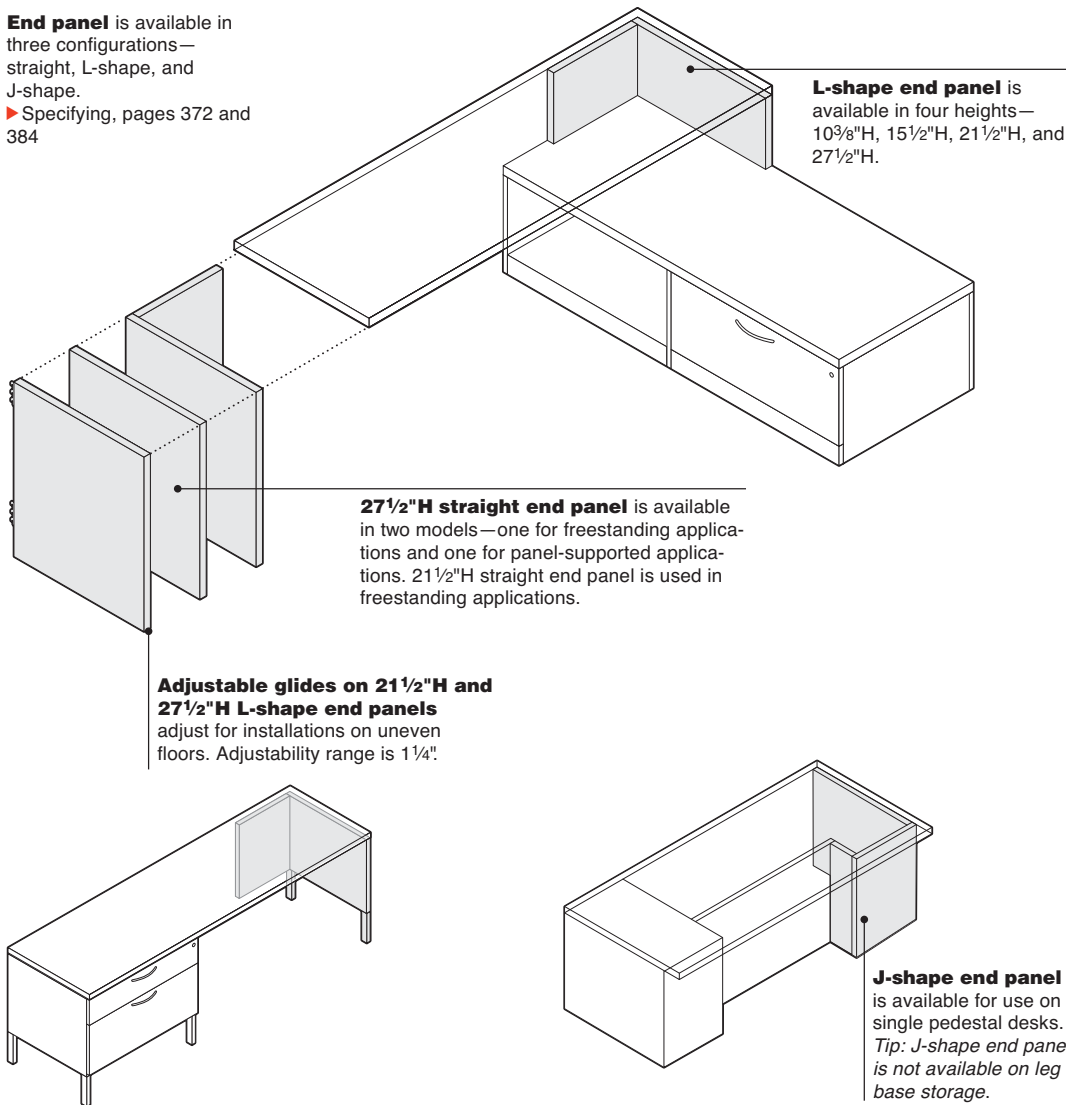 End panel is available in
three configurations—
straight, L-shape, and
J-shape.
▶ Specifying, pages 372 and
384
L-shape end panel is
available in four heights—
10³⁄₈"H, 15¹⁄₂"H, 21¹⁄₂"H, and
27¹⁄₂"H.
27¹⁄₂"H straight end panel is available
in two models—one for freestanding applica-
tions and one for panel-supported applica-
tions. 21¹⁄₂"H straight end panel is used in
freestanding applications.
Adjustable glides on 21¹⁄₂"H and
27¹⁄₂"H L-shape end panels
adjust for installations on uneven
floors. Adjustability range is 1¹⁄₄".
J-shape end panel
is available for use on
single pedestal desks.
Tip: J-shape end pane
is not available on leg
base storage.